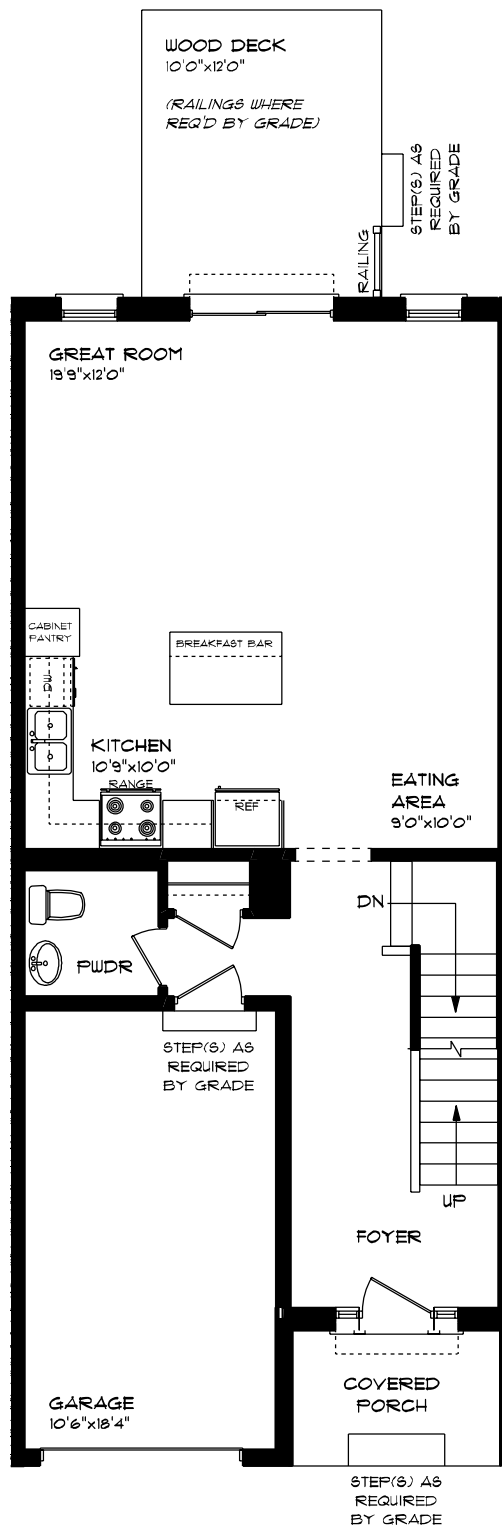 WOOD DECK
10'0"x12'0"
(RAILINGS WHERE
REQ'D BY GRADE)
STEP(S) AS
REQUIRED
BY GRADE
RAILING
GREAT ROOM
19'9"x12'0"
CABINET
PANTRY
DW
BREAKFAST BAR
KITCHEN
10'9"x10'0"
RANGE
REF
EATING
AREA
9'0"x10'0"
DN
PWDR
STEP(S) AS
REQUIRED
BY GRADE
UP
FOYER
COVERED
PORCH
GARAGE
10'6"x18'4"
STEP(S) AS
REQUIRED
BY GRADE